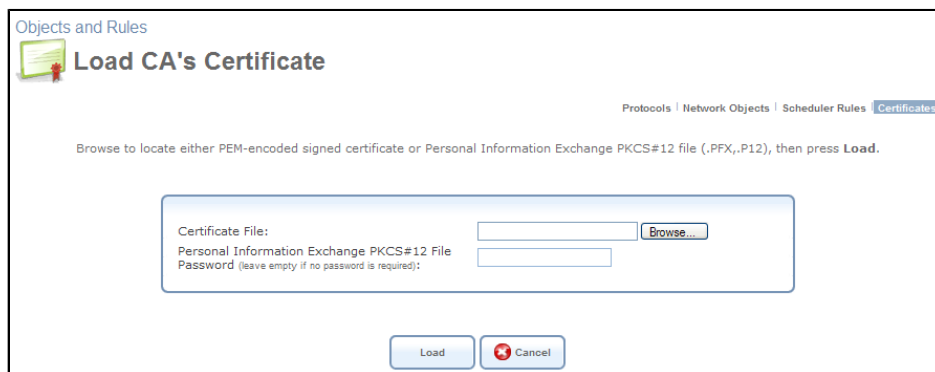 Objects and Rules
Load CA's Certificate
Protocols | Network Objects | Scheduler Rules | Certificates
Browse to locate either PEM-encoded signed certificate or Personal Information Exchange PKCS#12 file (.PFX,.P12), then press Load.
Certificate File:
Browse...
Personal Information Exchange PKCS#12 File
Password (leave empty if no password is required):
Load
Cancel